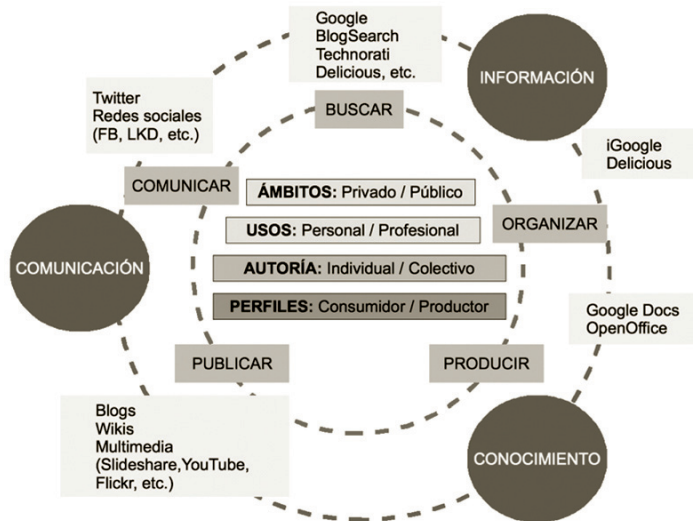 Google
BlogSearch
Technorati
Delicious, etc.
BUSCAR
INFORMACIÓN
Twitter
Redes sociales
(FB, LKD, etc.)
COMUNICAR
iGoogle
Delicious
ORGANIZAR
ÁMBITOS: Privado / Público
USOS: Personal / Profesional
AUTORÍA: Individual / Colectivo
PERFILES: Consumidor / Productor
COMUNICACIÓN
Google Docs
OpenOffice
PUBLICAR
PRODUCIR
Blogs
Wikis
Multimedia
(Slideshare,YouTube,
Flickr, etc.)
CONOCIMIENTO